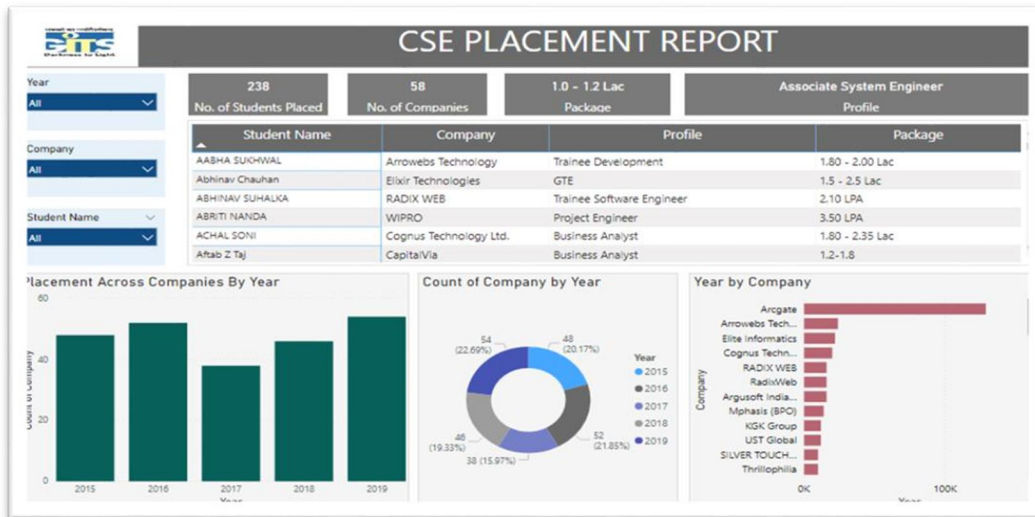 GITS
CSE PLACEMENT REPORT
Year
All
Company
All
Student Name
All
238
No. of Students Placed
58
No. of Companies
1.0 - 1.2 Lac
Package
Associate System Engineer
Profile
Student Name Company Profile Package
AABHA SUKHWAL Arrowebs Technology Trainee Development 1.80 - 2.00 Lac
Abhinav Chauhan Elixir Technologies GTE 1.5 - 2.5 Lac
ABHINAV SUHALKA RADIX WEB Trainee Software Engineer 2.10 LPA
ABRITI NANDA WIPRO Project Engineer 3.50 LPA
ACHAL SONI Cognus Technology Ltd. Business Analyst 1.80 - 2.35 Lac
Aftab Z Taj CapitalVia Business Analyst 1.2-1.8
Placement Across Companies By Year
60
40
20
0
Count of Company
2015 2016 2017 2018 2019
Year
Count of Company by Year
54
(22.69%)
48
(20.17%)
52
(21.85%)
38 (15.97%)
46
(19.33%)
Year
2015
2016
2017
2018
2019
Year by Company
Company
Arcgate
Arrowebs Tech...
Elite Informatics
Cognus Techn...
RADIX WEB
RadixWeb
Argusoft India...
Mphasis (BPO)
KGK Group
UST Global
SILVER TOUCH...
Thrillophilia
0K 100K
Year